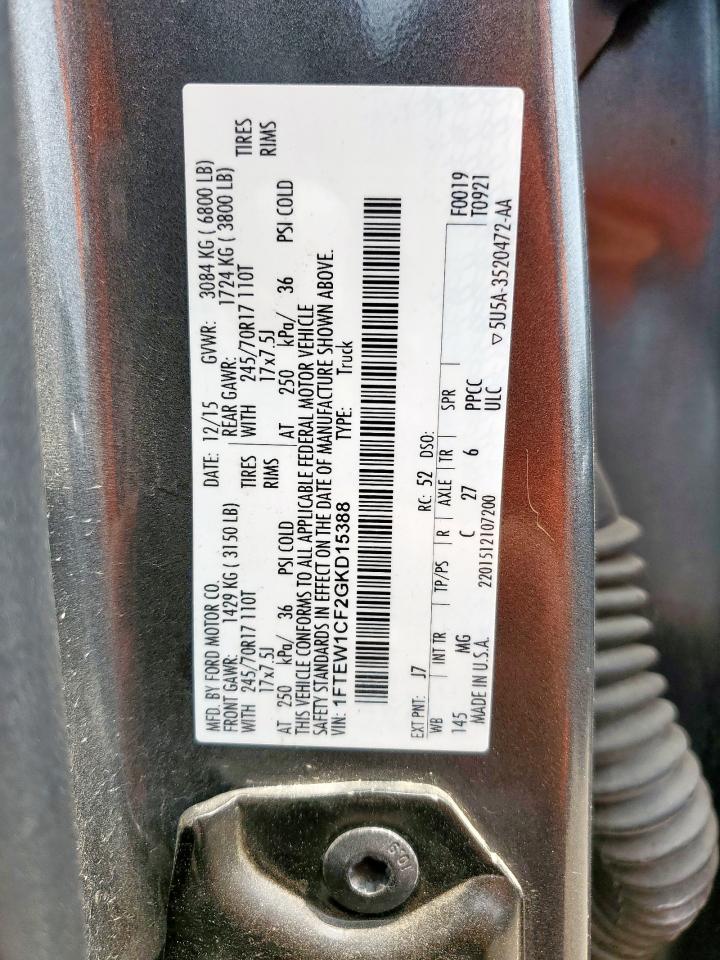 MFD. BY FORD MOTOR CO. DATE: 12/15 GVWR: 3084 KG ( 6800 LB)
FRONT GAWR: 1429 KG ( 3150 LB) REAR GAWR: 1724 KG ( 3800 LB)
WITH 245/70R17 110T TIRES WITH 245/70R17 110T TIRES
17x7.5J RIMS 17x7.5J RIMS
AT 250 kPa/ 36 PSI COLD AT 250 kPa/ 36 PSI COLD
THIS VEHICLE CONFORMS TO ALL APPLICABLE FEDERAL MOTOR VEHICLE
SAFETY STANDARDS IN EFFECT ON THE DATE OF MANUFACTURE SHOWN ABOVE.
VIN: 1FTEW1CF2GKD15388 TYPE: Truck
EXT PNT: J7 RC: 52 DSO:
WB INT TR TP/PS R AXLE TR SPR F0019
145 MG C 27 6 PPCC T0921
MADE IN U.S.A. 2201512107200 ULC
▽5U5A-3520472-AA
10.9